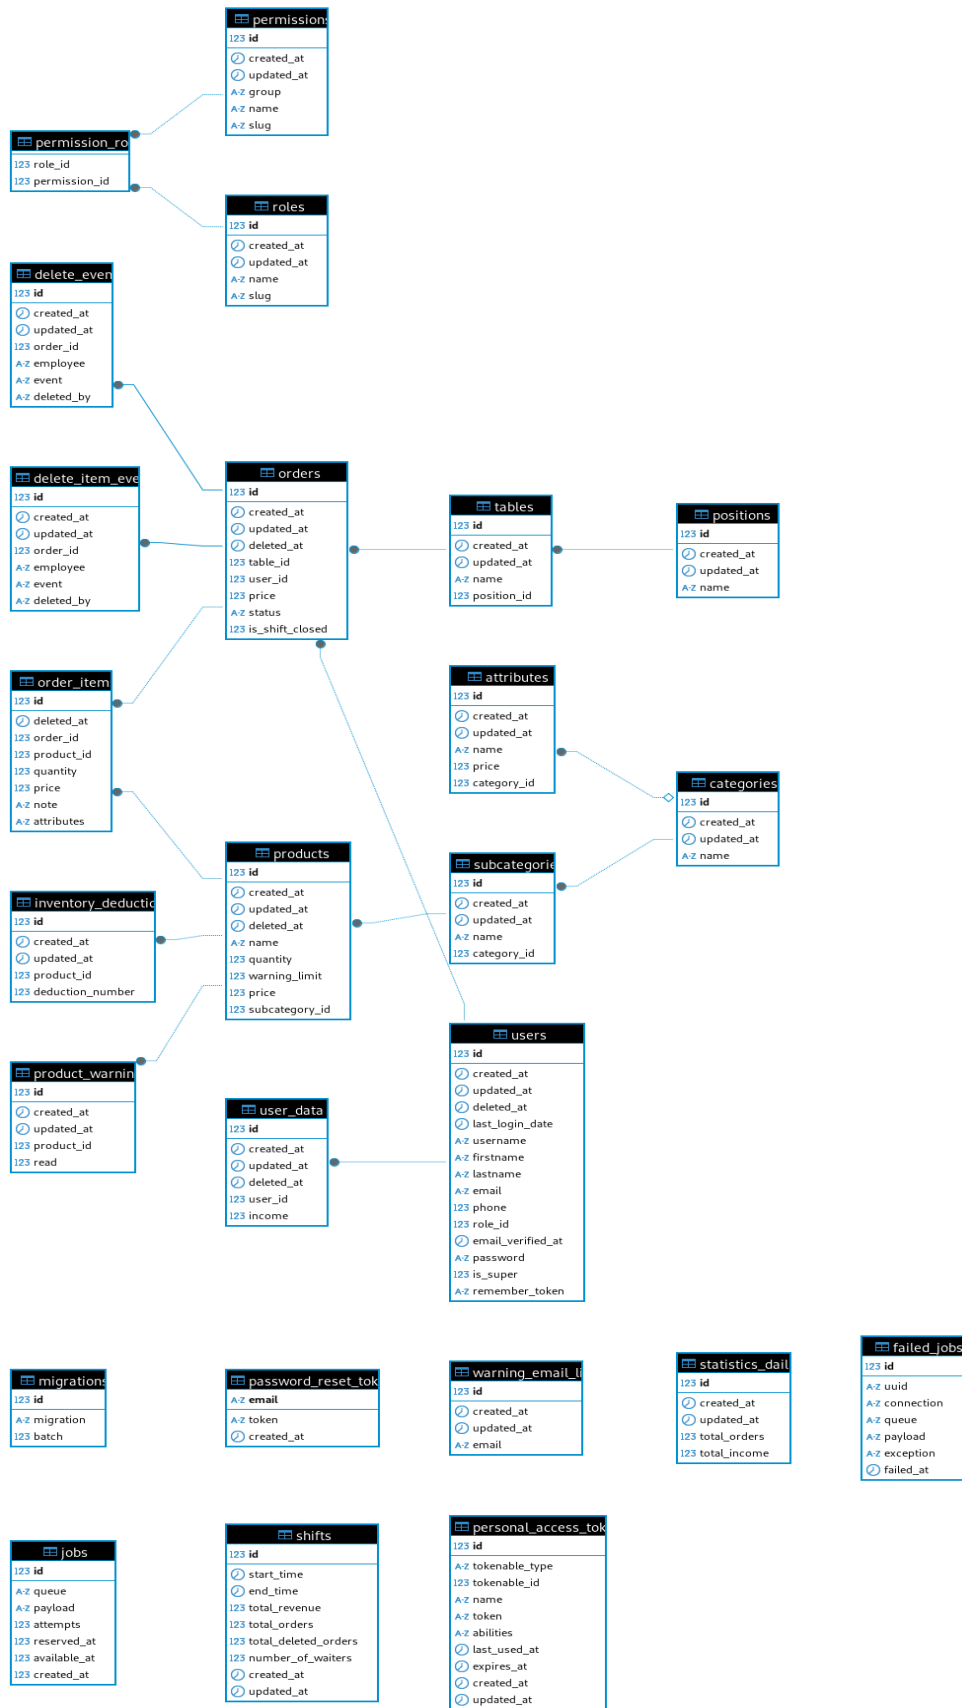 permissions
123 id
created_at
updated_at
A-Z group
A-Z name
A-Z slug
permission_ro
123 role_id
123 permission_id
roles
123 id
created_at
updated_at
A-Z name
A-Z slug
delete_even
123 id
created_at
updated_at
123 order_id
A-Z employee
A-Z event
A-Z deleted_by
delete_item_eve
123 id
created_at
updated_at
123 order_id
A-Z employee
A-Z event
A-Z deleted_by
orders
123 id
created_at
updated_at
deleted_at
123 table_id
123 user_id
123 price
A-Z status
123 is_shift_closed
tables
123 id
created_at
updated_at
A-Z name
123 position_id
positions
123 id
created_at
updated_at
A-Z name
order_item
123 id
deleted_at
123 order_id
123 product_id
123 quantity
123 price
A-Z note
A-Z attributes
attributes
123 id
created_at
updated_at
A-Z name
123 price
123 category_id
categories
123 id
created_at
updated_at
A-Z name
products
123 id
created_at
updated_at
deleted_at
A-Z name
123 quantity
123 warning_limit
123 price
123 subcategory_id
subcategorie
123 id
created_at
updated_at
A-Z name
123 category_id
inventory_deductic
123 id
created_at
updated_at
123 product_id
123 deduction_number
product_warnin
123 id
created_at
updated_at
123 product_id
123 read
user_data
123 id
created_at
updated_at
deleted_at
123 user_id
123 income
users
123 id
created_at
updated_at
deleted_at
last_login_date
A-Z username
A-Z firstname
A-Z lastname
A-Z email
123 phone
123 role_id
email_verified_at
A-Z password
123 is_super
A-Z remember_token
migrations
123 id
A-Z migration
123 batch
password_reset_tok
A-Z email
A-Z token
created_at
warning_email_li
123 id
created_at
updated_at
A-Z email
statistics_dail
123 id
created_at
updated_at
123 total_orders
123 total_income
failed_jobs
123 id
A-Z uuid
A-Z connection
A-Z queue
A-Z payload
A-Z exception
failed_at
jobs
123 id
A-Z queue
A-Z payload
123 attempts
123 reserved_at
123 available_at
123 created_at
shifts
123 id
start_time
end_time
123 total_revenue
123 total_orders
123 total_deleted_orders
123 number_of_waiters
created_at
updated_at
personal_access_tok
123 id
A-Z tokenable_type
123 tokenable_id
A-Z name
A-Z token
A-Z abilities
last_used_at
expires_at
created_at
updated_at